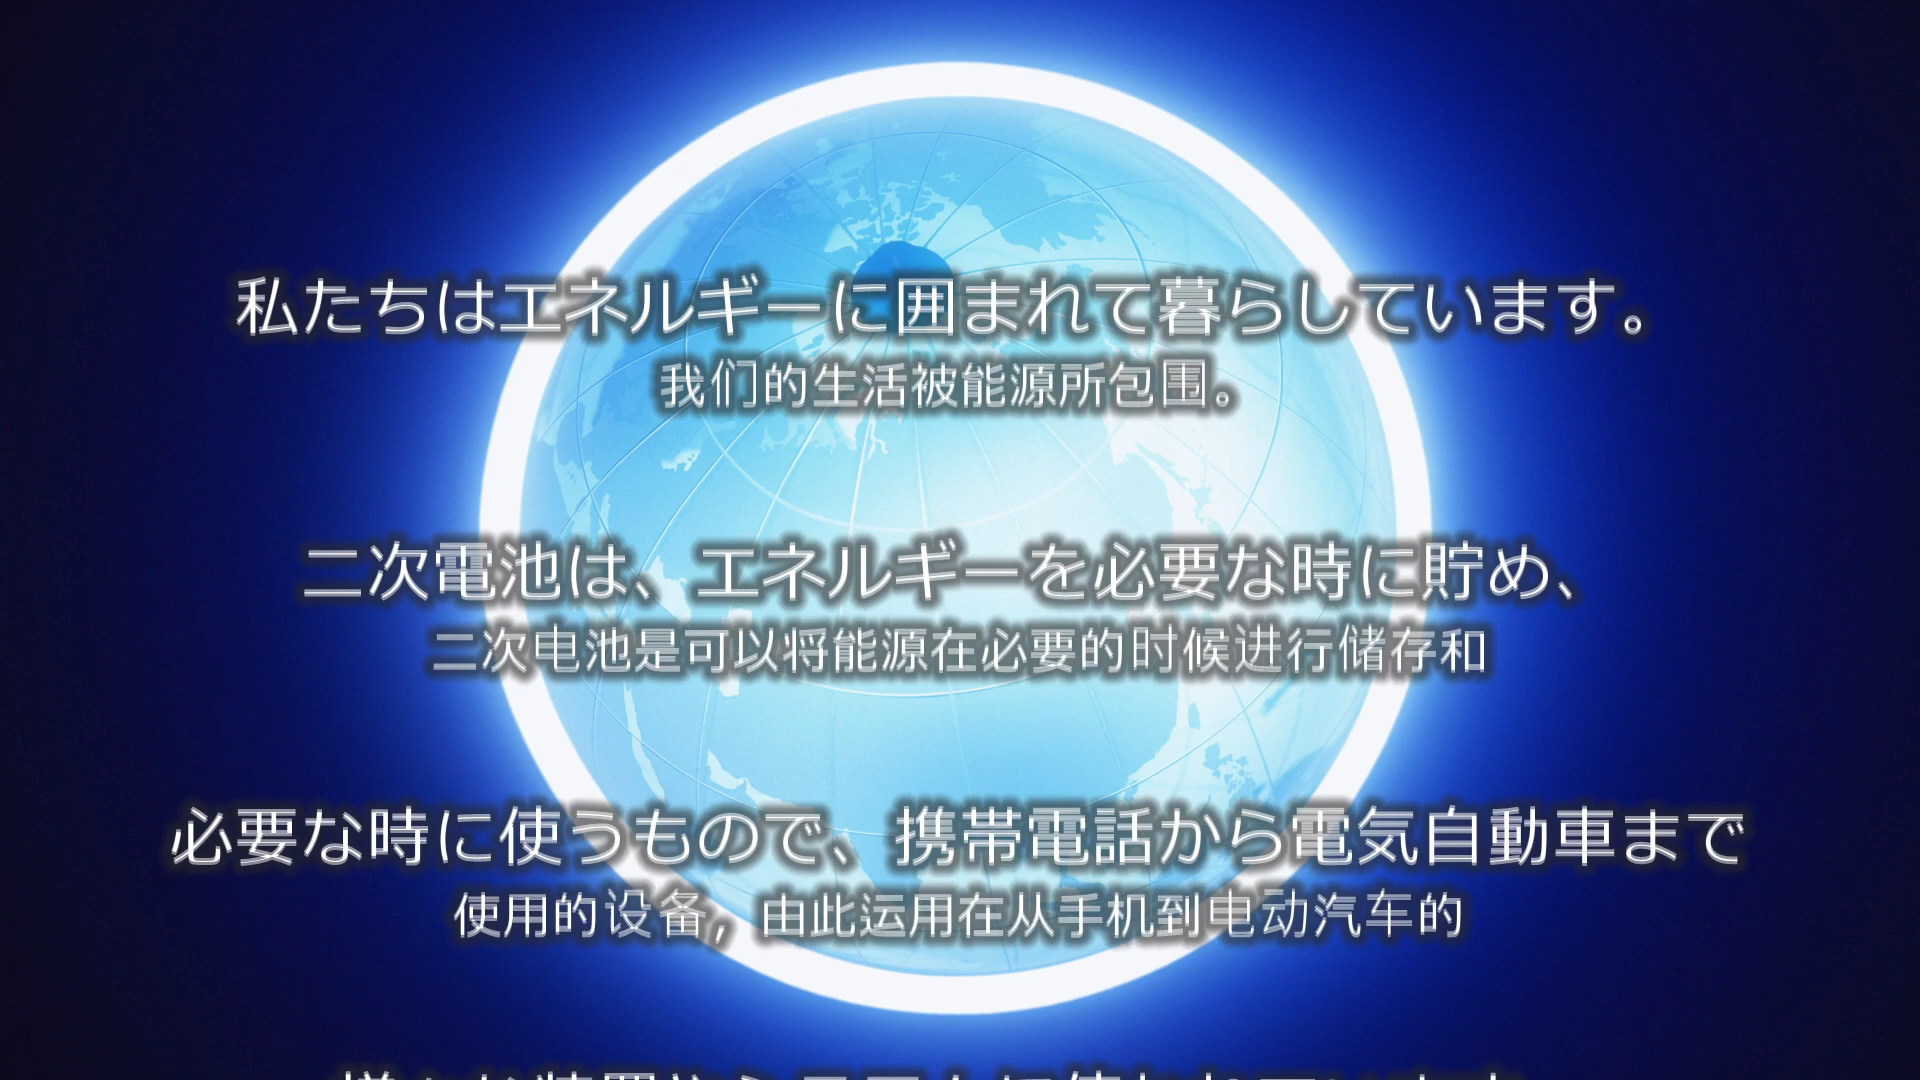 私たちはエネルギーに囲まれて暮らしています。
我们的生活被能源所包围。
二次電池は、エネルギーを必要な時に貯め、
二次电池是可以将能源在必要的时候进行储存和
必要な時に使うもので、携帯電話から電気自動車まで
使用的设备，由此运用在从手机到电动汽车的